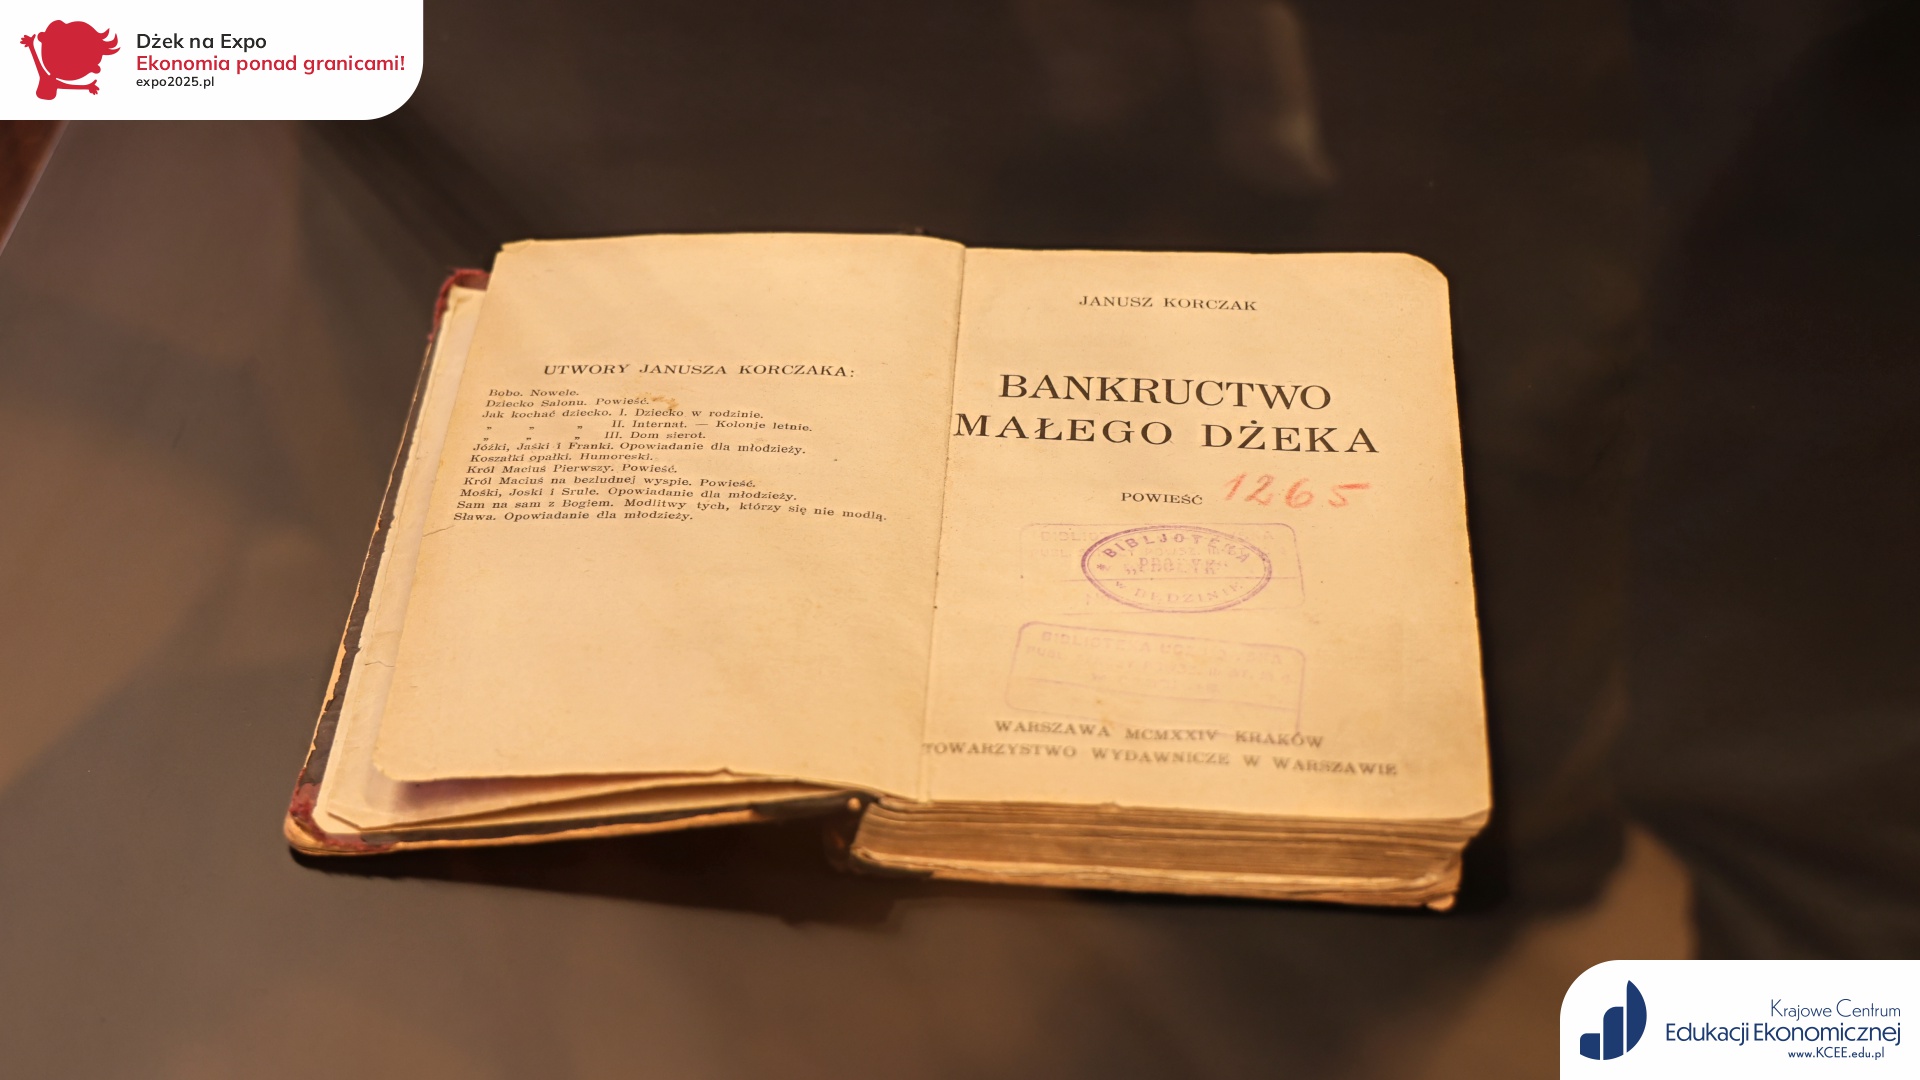 Dżek na Expo
Ekonomia ponad granicami!
expo2025.pl
UTWORY JANUSZA KORCZAKA:
Bobo. Nowele.
Dziecko Salonu. Powieść.
Jak kochać dziecko. I. Dziecko w rodzinie.
„ „ „ II. Internat. — Kolonje letnie.
„ „ „ III. Dom sierot.
Jóźki, Jaśki i Franki. Opowiadanie dla młodzieży.
Koszałki opałki. Humoreski.
Król Maciuś Pierwszy. Powieść.
Król Maciuś na bezludnej wyspie. Powieść.
Mośki, Joski i Srule. Opowiadanie dla młodzieży.
Sam na sam z Bogiem. Modlitwy tych, którzy się nie modlą.
Sława. Opowiadanie dla młodzieży.
JANUSZ KORCZAK
BANKRUCTWO
MAŁEGO DŻEKA
POWIEŚĆ 1265
BIBLJOTEKA
WARSZAWA MCMXXIV KRAKÓW
TOWARZYSTWO WYDAWNICZE W WARSZAWIE
Krajowe Centrum
Edukacji Ekonomicznej
www.KCEE.edu.pl